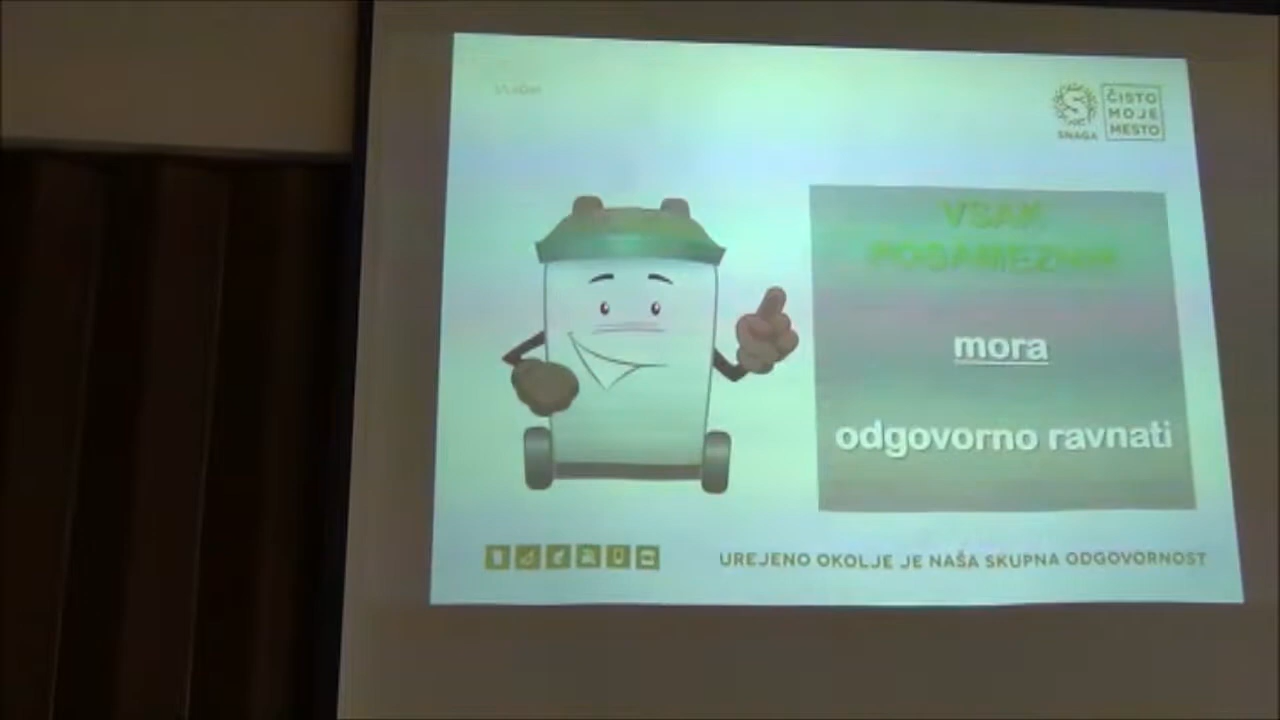 SNAGA
ČISTO
MOJE
MESTO
VSAK
POSAMEZNIK
mora
odgovorno ravnati
UREJENO OKOLJE JE NAŠA SKUPNA ODGOVORNOST